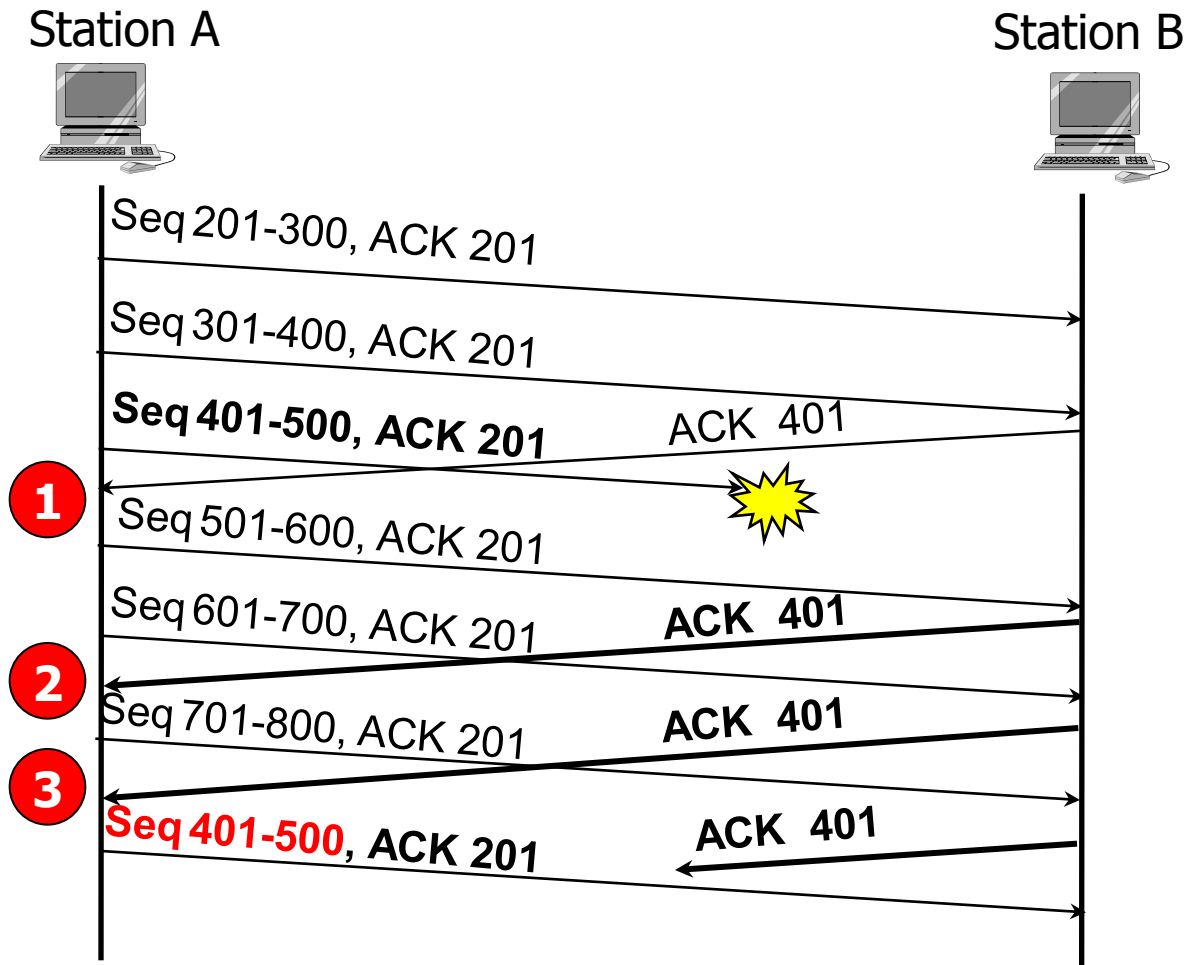 Station A
Station B
Seq 201-300, ACK 201
Seq 301-400, ACK 201
Seq 401-500, ACK 201
ACK 401
1
Seq 501-600, ACK 201
Seq 601-700, ACK 201
ACK 401
2
Seq 701-800, ACK 201
ACK 401
3
Seq 401-500, ACK 201
ACK 401